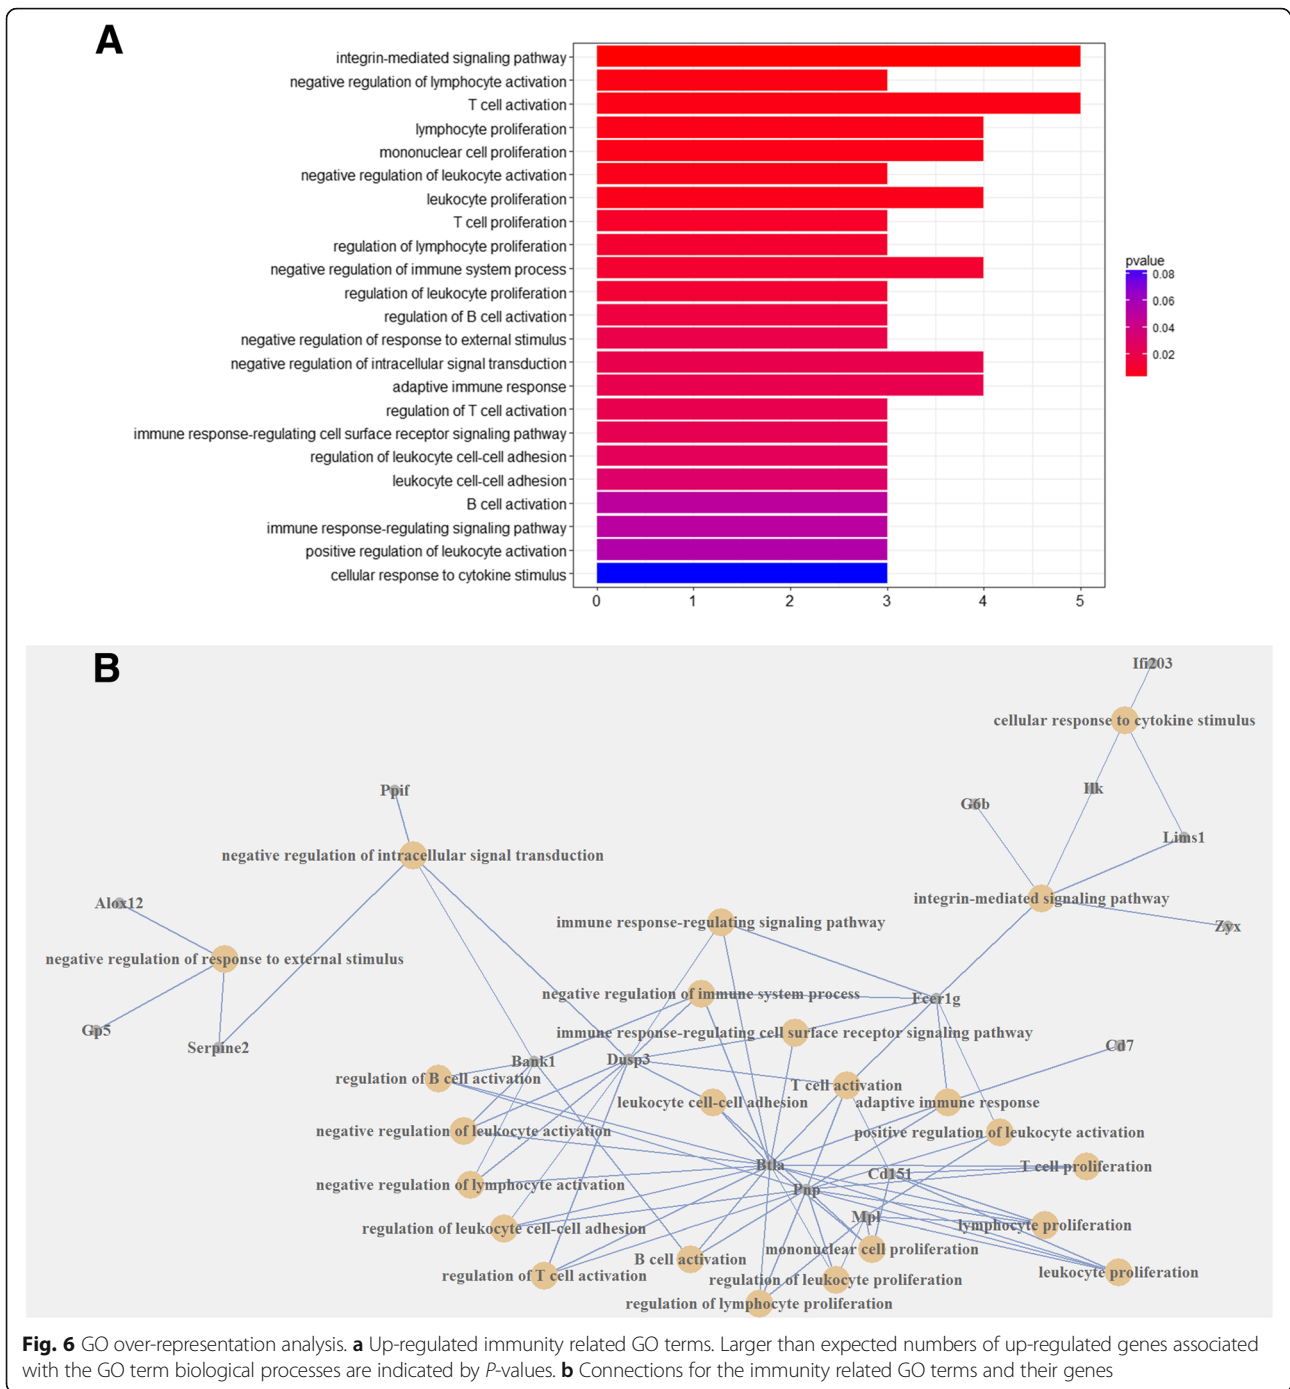 A
integrin-mediated signaling pathway
negative regulation of lymphocyte activation
T cell activation
lymphocyte proliferation
mononuclear cell proliferation
negative regulation of leukocyte activation
leukocyte proliferation
T cell proliferation
regulation of lymphocyte proliferation
negative regulation of immune system process
regulation of leukocyte proliferation
regulation of B cell activation
negative regulation of response to external stimulus
negative regulation of intracellular signal transduction
adaptive immune response
regulation of T cell activation
immune response-regulating cell surface receptor signaling pathway
regulation of leukocyte cell-cell adhesion
leukocyte cell-cell adhesion
B cell activation
immune response-regulating signaling pathway
positive regulation of leukocyte activation
cellular response to cytokine stimulus
0 1 2 3 4 5
pvalue
0.08
0.06
0.04
0.02
B
Ifi203
cellular response to cytokine stimulus
Ppif
Ilk
G6b
Lims1
negative regulation of intracellular signal transduction
integrin-mediated signaling pathway
Alox12
immune response-regulating signaling pathway
Zyx
negative regulation of response to external stimulus
negative regulation of immune system process
Fcer1g
Gp5
immune response-regulating cell surface receptor signaling pathway
Serpine2
Cd7
Bank1
Dusp3
regulation of B cell activation
T cell activation
leukocyte cell-cell adhesion
adaptive immune response
negative regulation of leukocyte activation
positive regulation of leukocyte activation
Btla
T cell proliferation
Cd151
negative regulation of lymphocyte activation
Pnp
Mpl
lymphocyte proliferation
regulation of leukocyte cell-cell adhesion
mononuclear cell proliferation
B cell activation
leukocyte proliferation
regulation of T cell activation
regulation of leukocyte proliferation
regulation of lymphocyte proliferation
Fig. 6 GO over-representation analysis. a Up-regulated immunity related GO terms. Larger than expected numbers of up-regulated genes associated
with the GO term biological processes are indicated by P-values. b Connections for the immunity related GO terms and their genes